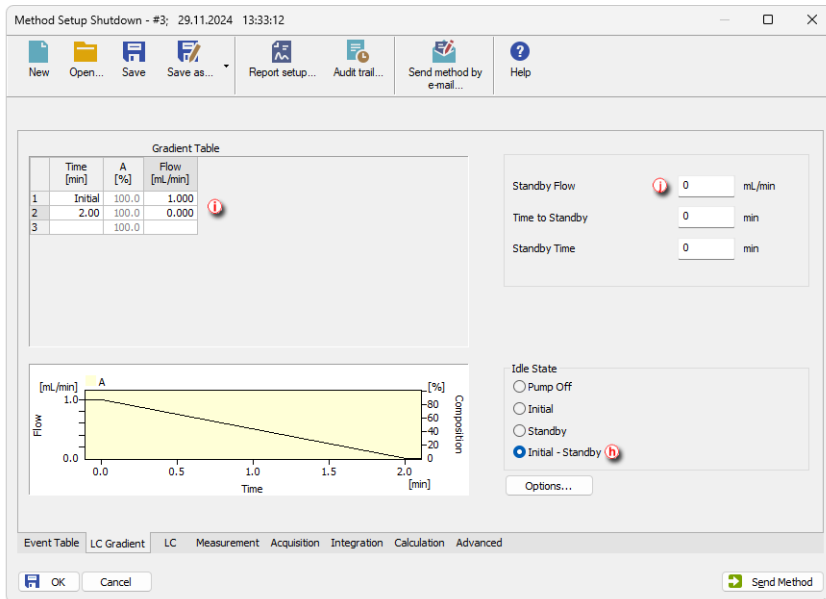 Method Setup Shutdown - #3;   29.11.2024   13:33:12
New Open... Save Save as... Report setup... Audit trail... Send method by e-mail... Help
Gradient Table
Time [min] A [%] Flow [mL/min]
1 Initial 100.0 1.000
2 2.00 100.0 0.000
3 100.0
i
Standby Flow j 0 mL/min
Time to Standby 0 min
Standby Time 0 min
[mL/min] A [%]
1.0
0.0
Flow
80
60
40
20
0
Composition
0.0 0.5 1.0 1.5 2.0
Time [min]
Idle State
Pump Off
Initial
Standby
Initial - Standby h
Options...
Event Table LC Gradient LC Measurement Acquisition Integration Calculation Advanced
OK Cancel Send Method